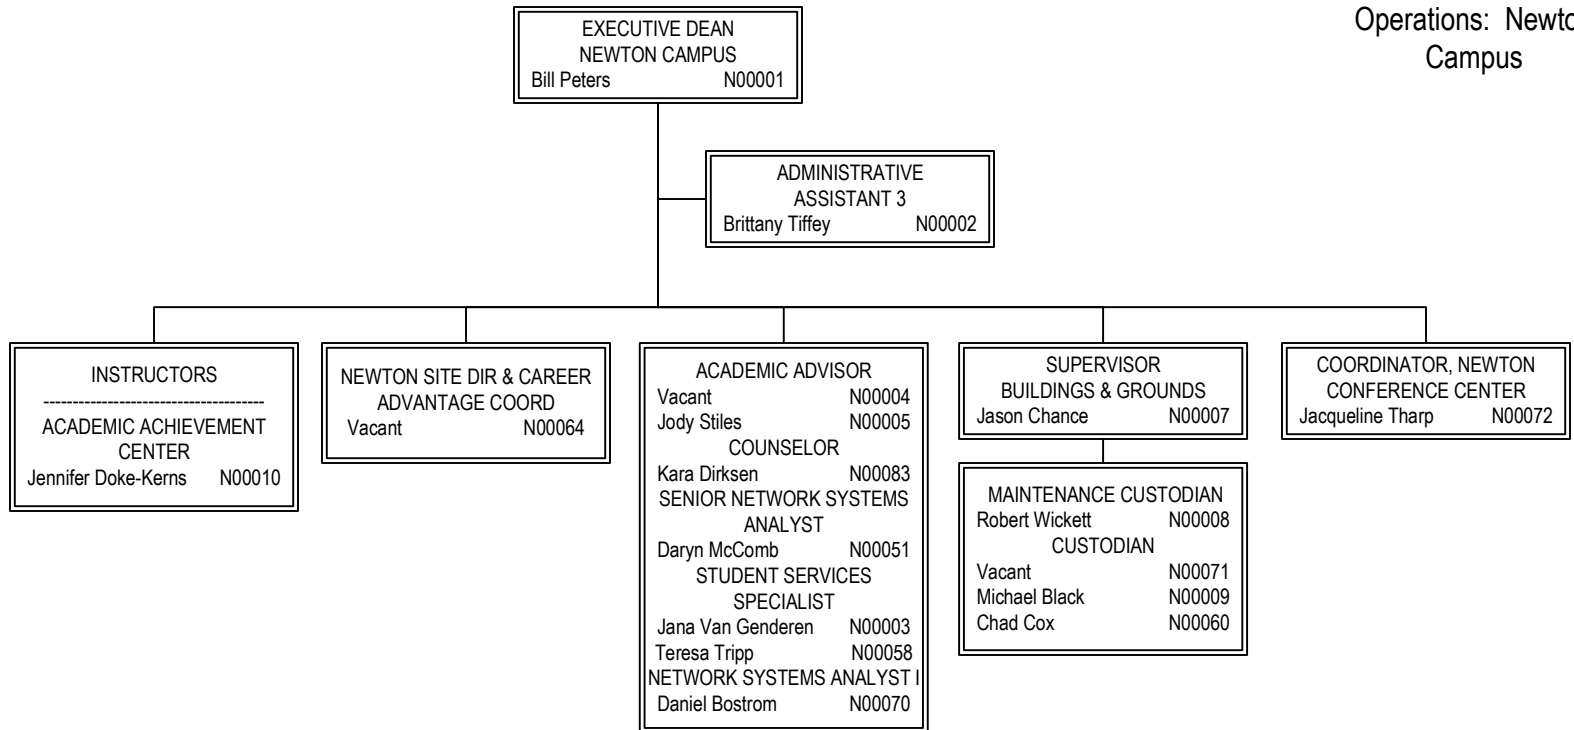 Operations: Newto
Campus
EXECUTIVE DEAN
NEWTON CAMPUS
Bill Peters N00001
ADMINISTRATIVE
ASSISTANT 3
Brittany Tiffey N00002
INSTRUCTORS
--------------------------------------
ACADEMIC ACHIEVEMENT
CENTER
Jennifer Doke-Kerns N00010
NEWTON SITE DIR & CAREER
ADVANTAGE COORD
Vacant N00064
ACADEMIC ADVISOR
Vacant N00004
Jody Stiles N00005
COUNSELOR
Kara Dirksen N00083
SENIOR NETWORK SYSTEMS
ANALYST
Daryn McComb N00051
STUDENT SERVICES
SPECIALIST
Jana Van Genderen N00003
Teresa Tripp N00058
NETWORK SYSTEMS ANALYST I
Daniel Bostrom N00070
SUPERVISOR
BUILDINGS & GROUNDS
Jason Chance N00007
MAINTENANCE CUSTODIAN
Robert Wickett N00008
CUSTODIAN
Vacant N00071
Michael Black N00009
Chad Cox N00060
COORDINATOR, NEWTON
CONFERENCE CENTER
Jacqueline Tharp N00072